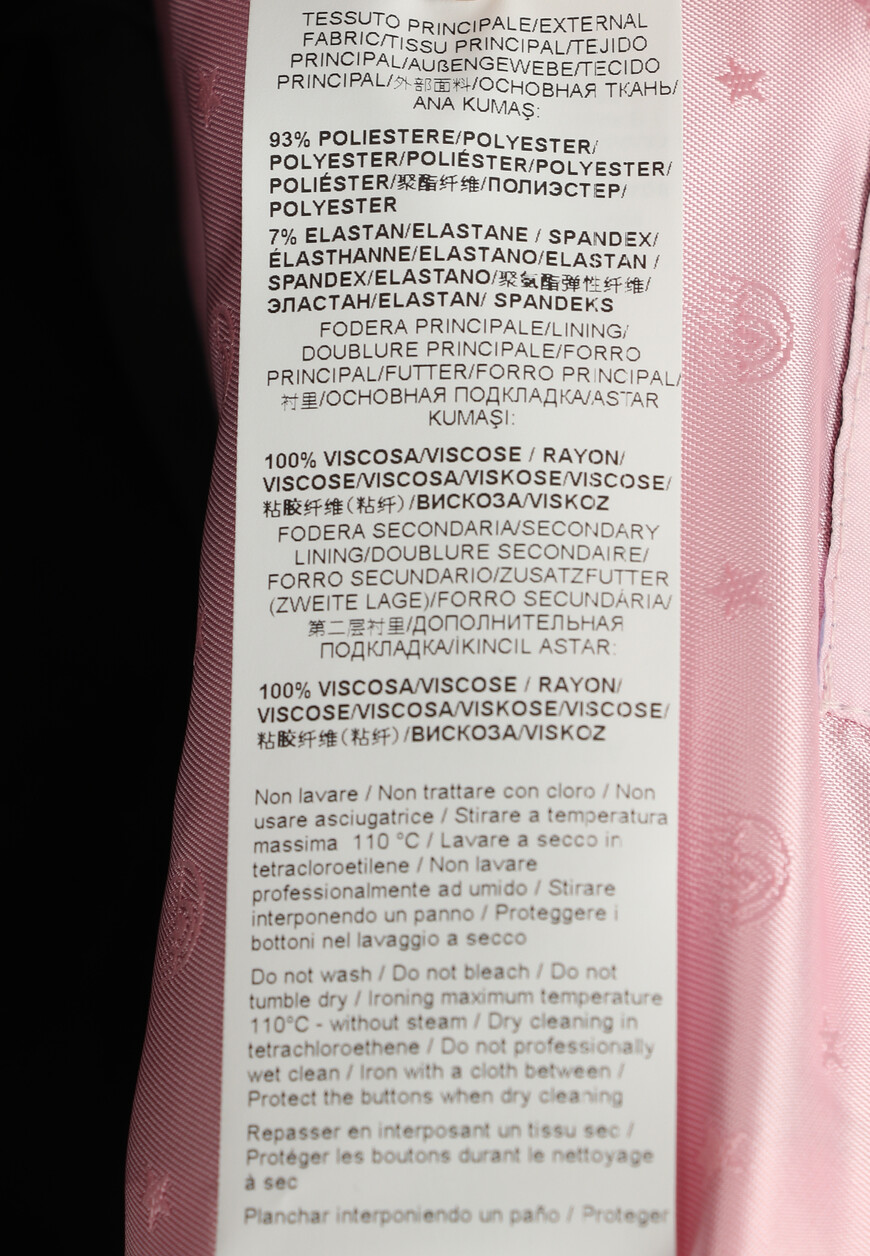 TESSUTO PRINCIPALE/EXTERNAL
FABRIC/TISSU PRINCIPAL/TEJIDO
PRINCIPAL/AUßENGEWEBE/TECIDO
PRINCIPAL/外部面料/ОСНОВНАЯ ТКАНЬ/
ANA KUMAŞ:
93% POLIESTERE/POLYESTER/
POLYESTER/POLIÉSTER/POLYESTER/
POLIÉSTER/聚酯纤维/ПОЛИЭСТЕР/
POLYESTER
7% ELASTAN/ELASTANE / SPANDEX/
ÉLASTHANNE/ELASTANO/ELASTAN /
SPANDEX/ELASTANO/聚氨酯弹性纤维/
ЭЛАСТАН/ELASTAN/ SPANDEKS
FODERA PRINCIPALE/LINING/
DOUBLURE PRINCIPALE/FORRO
PRINCIPAL/FUTTER/FORRO PRINCIPAL/
衬里/ОСНОВНАЯ ПОДКЛАДКА/ASTAR
KUMAŞI:
100% VISCOSA/VISCOSE / RAYON/
VISCOSE/VISCOSA/VISKOSE/VISCOSE/
粘胶纤维(粘纤)/ВИСКОЗА/VISKOZ
FODERA SECONDARIA/SECONDARY
LINING/DOUBLURE SECONDAIRE/
FORRO SECUNDARIO/ZUSATZFUTTER
(ZWEITE LAGE)/FORRO SECUNDÁRIA/
第二层衬里/ДОПОЛНИТЕЛЬНАЯ
ПОДКЛАДКА/İKINCIL ASTAR:
100% VISCOSA/VISCOSE / RAYON/
VISCOSE/VISCOSA/VISKOSE/VISCOSE/
粘胶纤维(粘纤)/ВИСКОЗА/VISKOZ
Non lavare / Non trattare con cloro / Non
usare asciugatrice / Stirare a temperatura
massima 110 °C / Lavare a secco in
tetracloroetilene / Non lavare
professionalmente ad umido / Stirare
interponendo un panno / Proteggere i
bottoni nel lavaggio a secco
Do not wash / Do not bleach / Do not
tumble dry / Ironing maximum temperature
110°C - without steam / Dry cleaning in
tetrachloroethene / Do not professionally
wet clean / Iron with a cloth between /
Protect the buttons when dry cleaning
Repasser en interposant un tissu sec /
Protéger les boutons durant le nettoyage
à sec
Planchar interponiendo un paño / Proteger